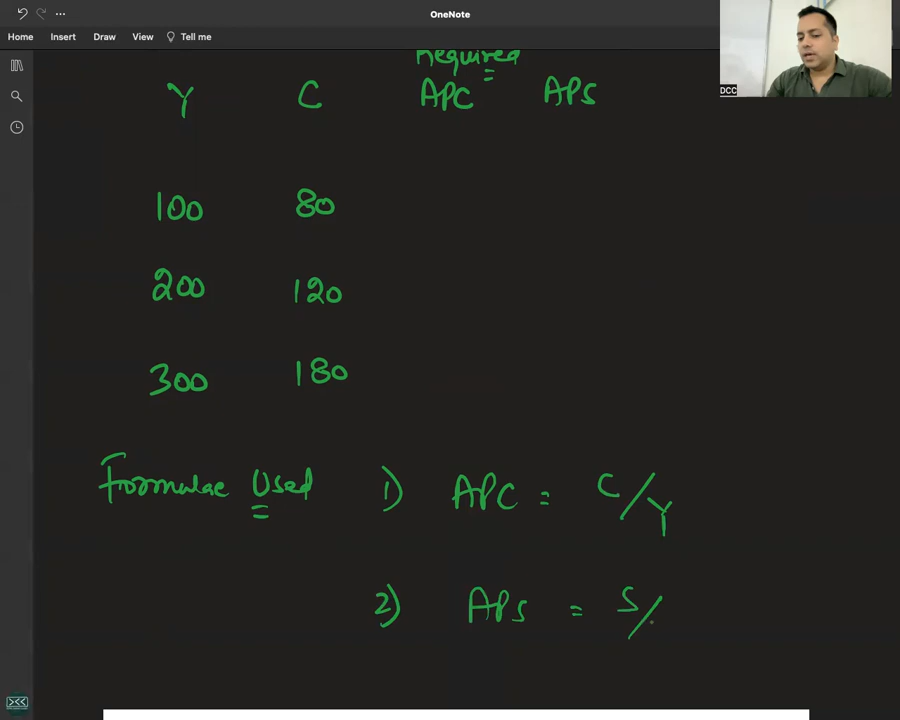 OneNote
Home Insert Draw View Tell me
Required
Y C APC APS
100 80
200 120
300 180
Formulae Used 1) APC = C/Y
2) APS = S/
DCC